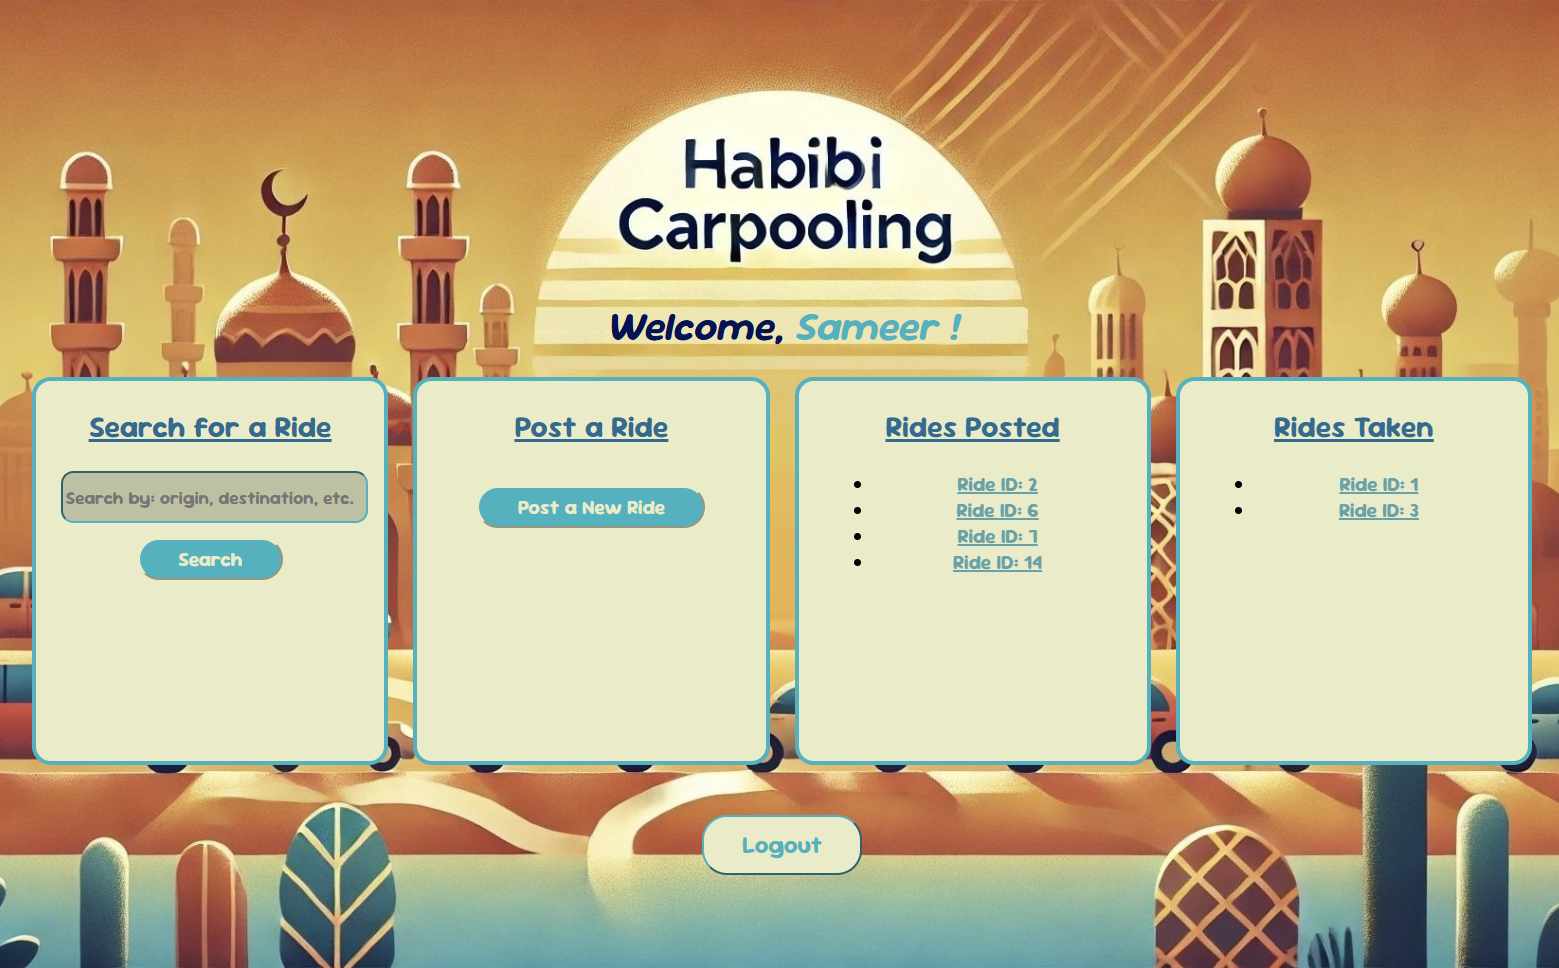 Habibi
Carpooling
Welcome, Sameer !
Search for a Ride
Search by: origin, destination, etc.
Search
Post a Ride
Post a New Ride
Rides Posted
Ride ID: 2
Ride ID: 6
Ride ID: 7
Ride ID: 14
Rides Taken
Ride ID: 1
Ride ID: 3
Logout